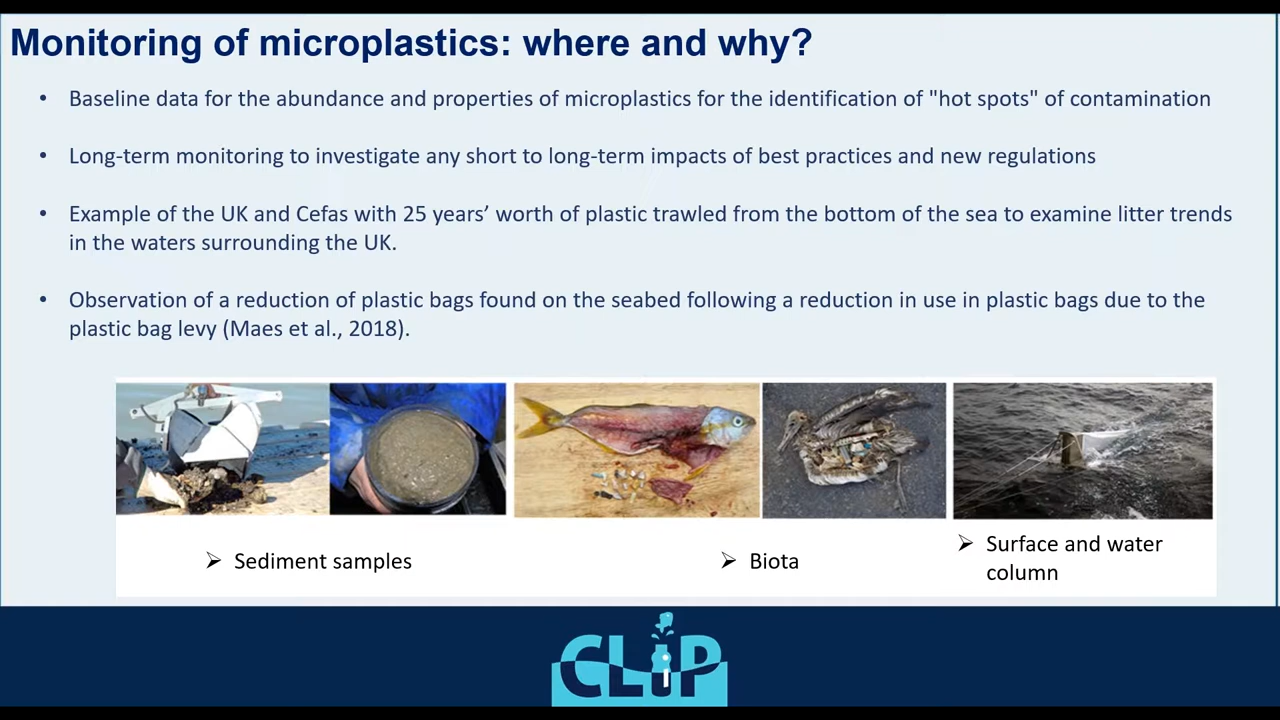 Monitoring of microplastics: where and why?
• Baseline data for the abundance and properties of microplastics for the identification of "hot spots" of contamination
• Long-term monitoring to investigate any short to long-term impacts of best practices and new regulations
• Example of the UK and Cefas with 25 years’ worth of plastic trawled from the bottom of the sea to examine litter trends
in the waters surrounding the UK.
• Observation of a reduction of plastic bags found on the seabed following a reduction in use in plastic bags due to the
plastic bag levy (Maes et al., 2018).
➢ Sediment samples
➢ Biota
➢ Surface and water
column
CLiP